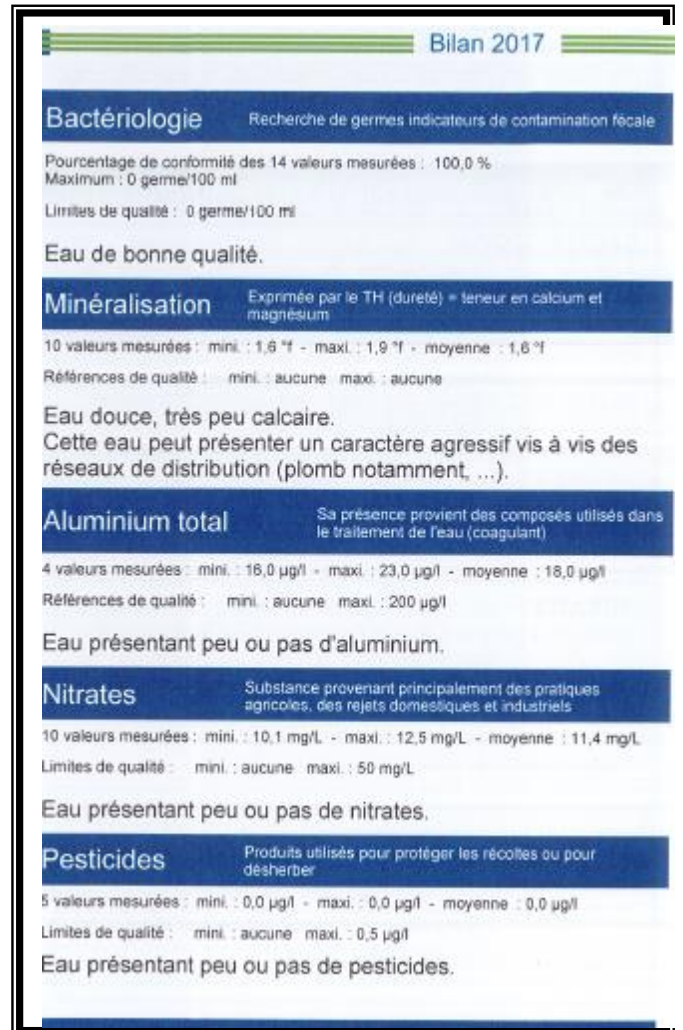 Bilan 2017
Bactériologie
Recherche de germes indicateurs de contamination fécale
Pourcentage de conformité des 14 valeurs mesurées : 100,0 %
Maximum : 0 germe/100 ml
Limites de qualité : 0 germe/100 ml
Eau de bonne qualité.
Minéralisation
Exprimée par le TH (dureté) = teneur en calcium et
magnésium
10 valeurs mesurées : mini. : 1,6 °f - maxi. : 1,9 °f - moyenne : 1,6 °f
Références de qualité : mini. : aucune maxi. : aucune
Eau douce, très peu calcaire.
Cette eau peut présenter un caractère agressif vis à vis des
réseaux de distribution (plomb notamment, ...).
Aluminium total
Sa présence provient des composés utilisés dans
le traitement de l'eau (coagulant)
4 valeurs mesurées : mini. : 16,0 µg/l - maxi. : 23,0 µg/l - moyenne : 18,0 µg/l
Références de qualité : mini. : aucune maxi. : 200 µg/l
Eau présentant peu ou pas d'aluminium.
Nitrates
Substance provenant principalement des pratiques
agricoles, des rejets domestiques et industriels
10 valeurs mesurées : mini. : 10,1 mg/L - maxi. : 12,5 mg/L - moyenne : 11,4 mg/L
Limites de qualité : mini. : aucune maxi. : 50 mg/L
Eau présentant peu ou pas de nitrates.
Pesticides
Produits utilisés pour protéger les récoltes ou pour
désherber
5 valeurs mesurées : mini. : 0,0 µg/l - maxi. : 0,0 µg/l - moyenne : 0,0 µg/l
Limites de qualité : mini. : aucune maxi. : 0,5 µg/l
Eau présentant peu ou pas de pesticides.